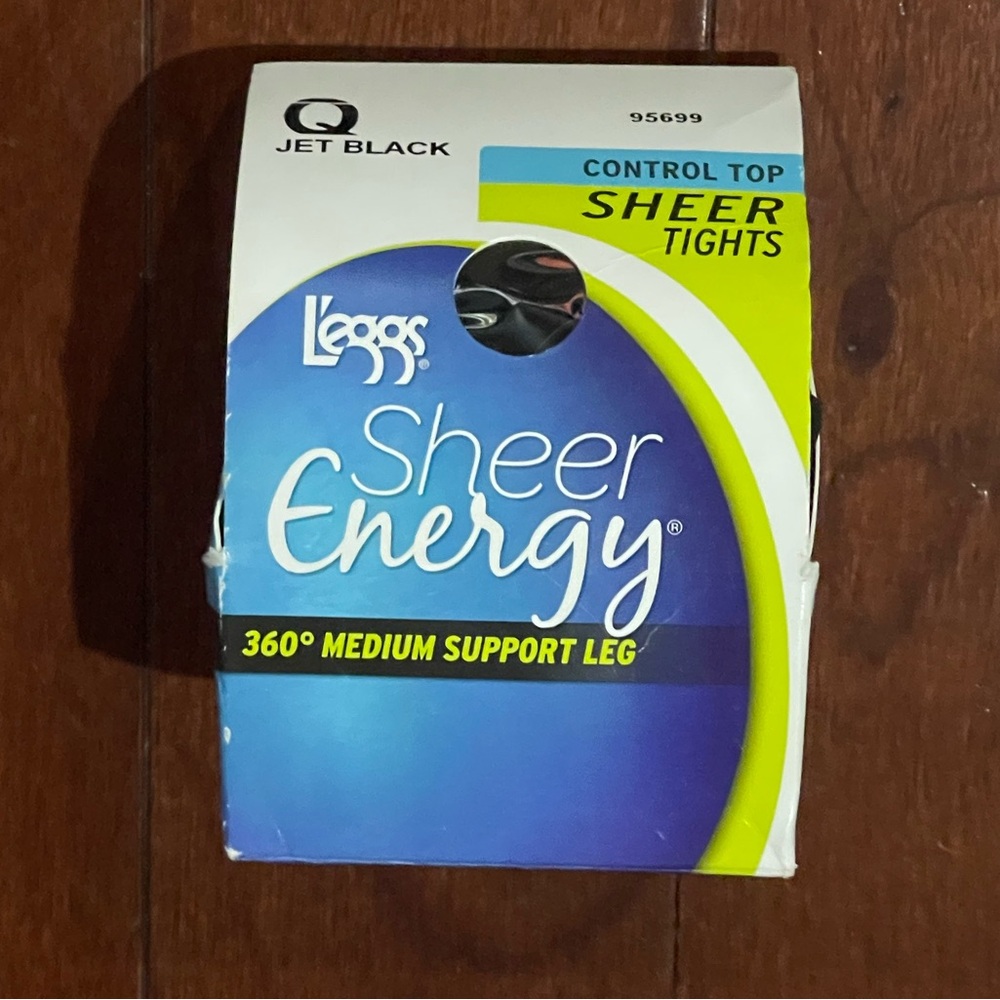 Q
JET BLACK
95699
CONTROL TOP
SHEER
TIGHTS
L'eggs®
Sheer
Energy®
360° MEDIUM SUPPORT LEG